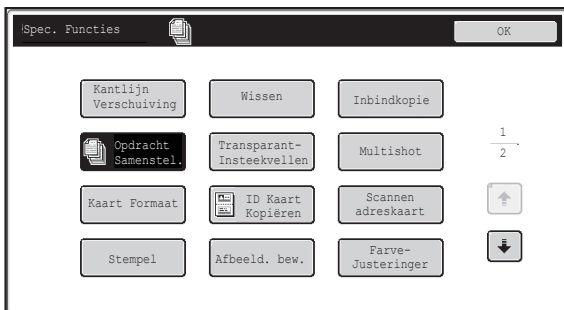 Spec. Functies
OK
Kantlijn
Verschuiving
Wissen
Inbindkopie
Opdracht
Samenstel.
Transparant-
Insteekvellen
Multishot
1
2
Kaart Formaat
ID Kaart
Kopiëren
Scannen
adreskaart
Stempel
Afbeeld. bew.
Farve-
Justeringer